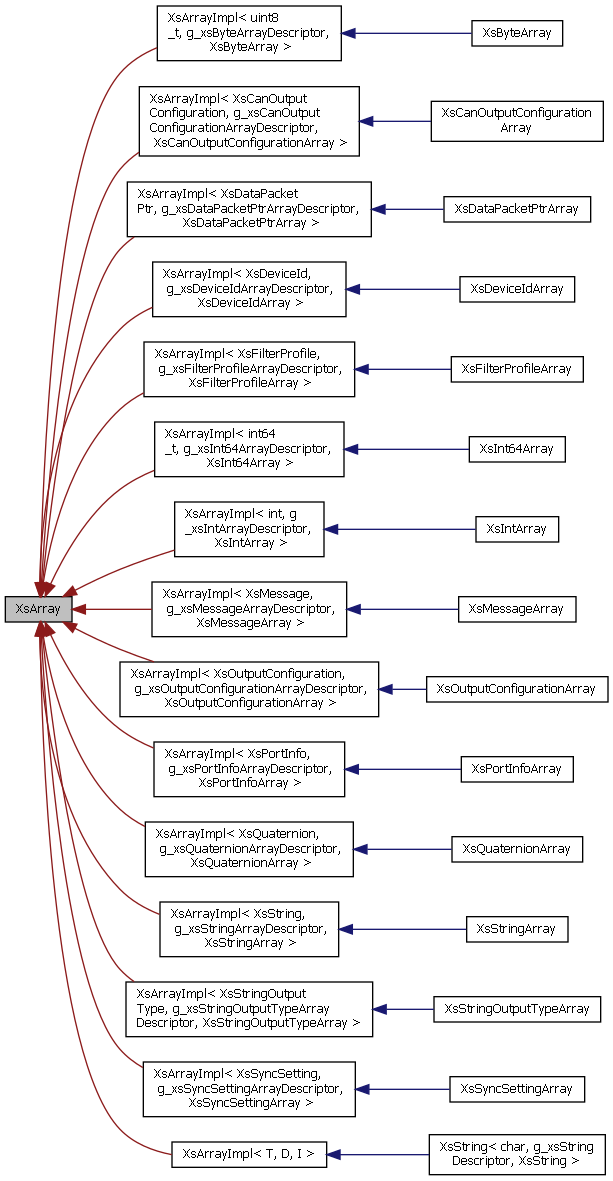 XsArrayImpl< uint8
_t, g_xsByteArrayDescriptor,
XsByteArray >
XsByteArray
XsArrayImpl< XsCanOutput
Configuration, g_xsCanOutput
ConfigurationArrayDescriptor,
XsCanOutputConfigurationArray >
XsCanOutputConfiguration
Array
XsArrayImpl< XsDataPacket
Ptr, g_xsDataPacketPtrArrayDescriptor,
XsDataPacketPtrArray >
XsDataPacketPtrArray
XsArrayImpl< XsDeviceId,
g_xsDeviceIdArrayDescriptor,
XsDeviceIdArray >
XsDeviceIdArray
XsArrayImpl< XsFilterProfile,
g_xsFilterProfileArrayDescriptor,
XsFilterProfileArray >
XsFilterProfileArray
XsArrayImpl< int64
_t, g_xsInt64ArrayDescriptor,
XsInt64Array >
XsInt64Array
XsArrayImpl< int, g
_xsIntArrayDescriptor,
XsIntArray >
XsIntArray
XsArray
XsArrayImpl< XsMessage,
g_xsMessageArrayDescriptor,
XsMessageArray >
XsMessageArray
XsArrayImpl< XsOutputConfiguration,
g_xsOutputConfigurationArrayDescriptor,
XsOutputConfigurationArray >
XsOutputConfigurationArray
XsArrayImpl< XsPortInfo,
g_xsPortInfoArrayDescriptor,
XsPortInfoArray >
XsPortInfoArray
XsArrayImpl< XsQuaternion,
g_xsQuaternionArrayDescriptor,
XsQuaternionArray >
XsQuaternionArray
XsArrayImpl< XsString,
g_xsStringArrayDescriptor,
XsStringArray >
XsStringArray
XsArrayImpl< XsStringOutput
Type, g_xsStringOutputTypeArray
Descriptor, XsStringOutputTypeArray >
XsStringOutputTypeArray
XsArrayImpl< XsSyncSetting,
g_xsSyncSettingArrayDescriptor,
XsSyncSettingArray >
XsSyncSettingArray
XsArrayImpl< T, D, I >
XsString< char, g_xsString
Descriptor, XsString >